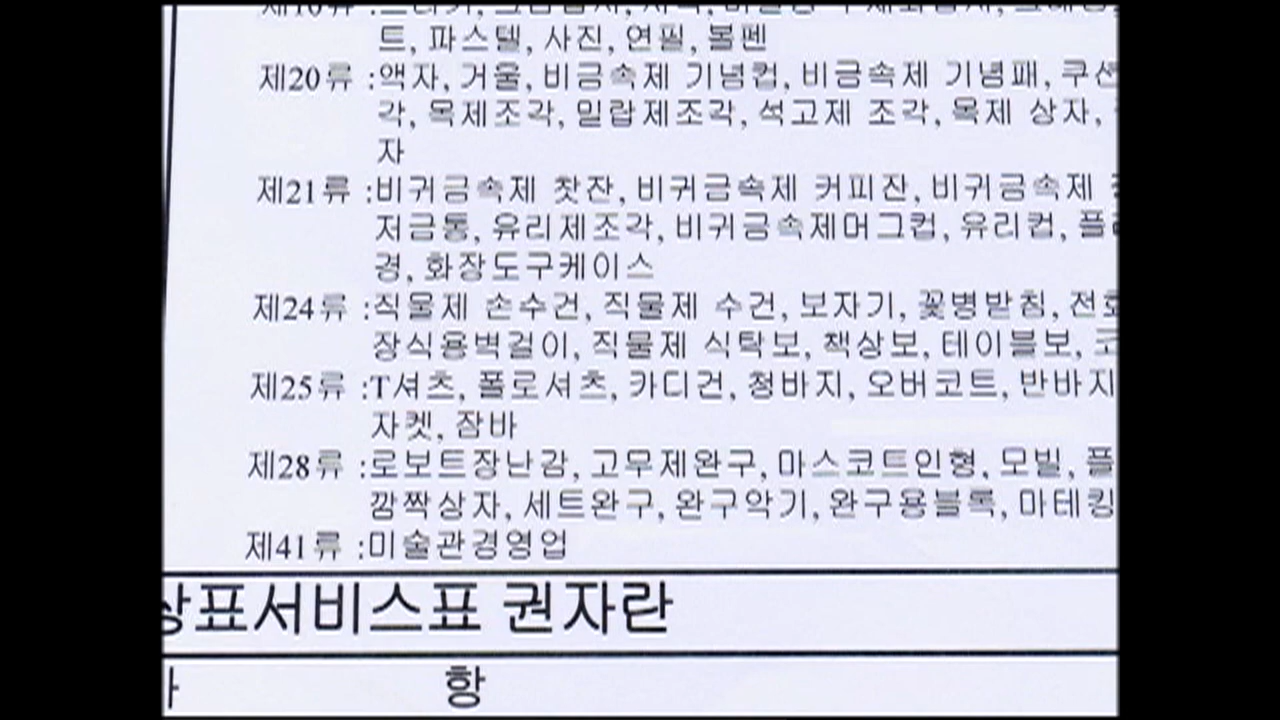 트, 파스텔, 사진, 연필, 볼펜
제20류 :액자, 거울, 비금속제 기념컵, 비금속제 기념패, 쿠션
각, 목제조각, 밀랍제조각, 석고제 조각, 목제 상자,
자
제21류 :비귀금속제 찻잔, 비귀금속제 커피잔, 비귀금속제
저금통, 유리제조각, 비귀금속제머그컵, 유리컵,
경, 화장도구케이스
제24류 :직물제 손수건, 직물제 수건, 보자기, 꽃병받침,
장식용벽걸이, 직물제 식탁보, 책상보, 테이블보,
제25류 :T셔츠, 폴로셔츠, 카디건, 청바지, 오버코트, 반바지
자켓, 잠바
제28류 :로보트장난감, 고무제완구, 마스코트인형, 모빌,
깜짝상자, 세트완구, 완구악기, 완구용블록, 마테킹
제41류 :미술관경영업
상표서비스표 권자란
항